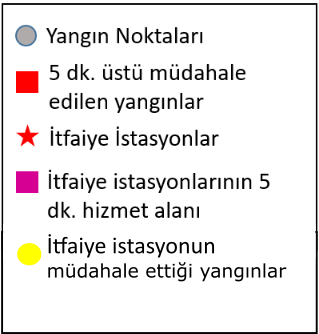 Yangın Noktaları
5 dk. üstü müdahale
edilen yangınlar
İtfaiye İstasyonlar
İtfaiye istasyonlarının 5
dk. hizmet alanı
İtfaiye istasyonun
müdahale ettiği yangınlar